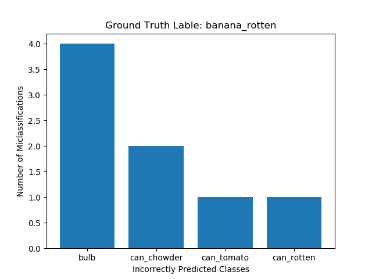 Ground Truth Lable: banana_rotten
Number of Miclassifications
4.0
3.5
3.0
2.5
2.0
1.5
1.0
0.5
0.0
bulb can_chowder can_tomato can_rotten
Incorrectly Predicted Classes